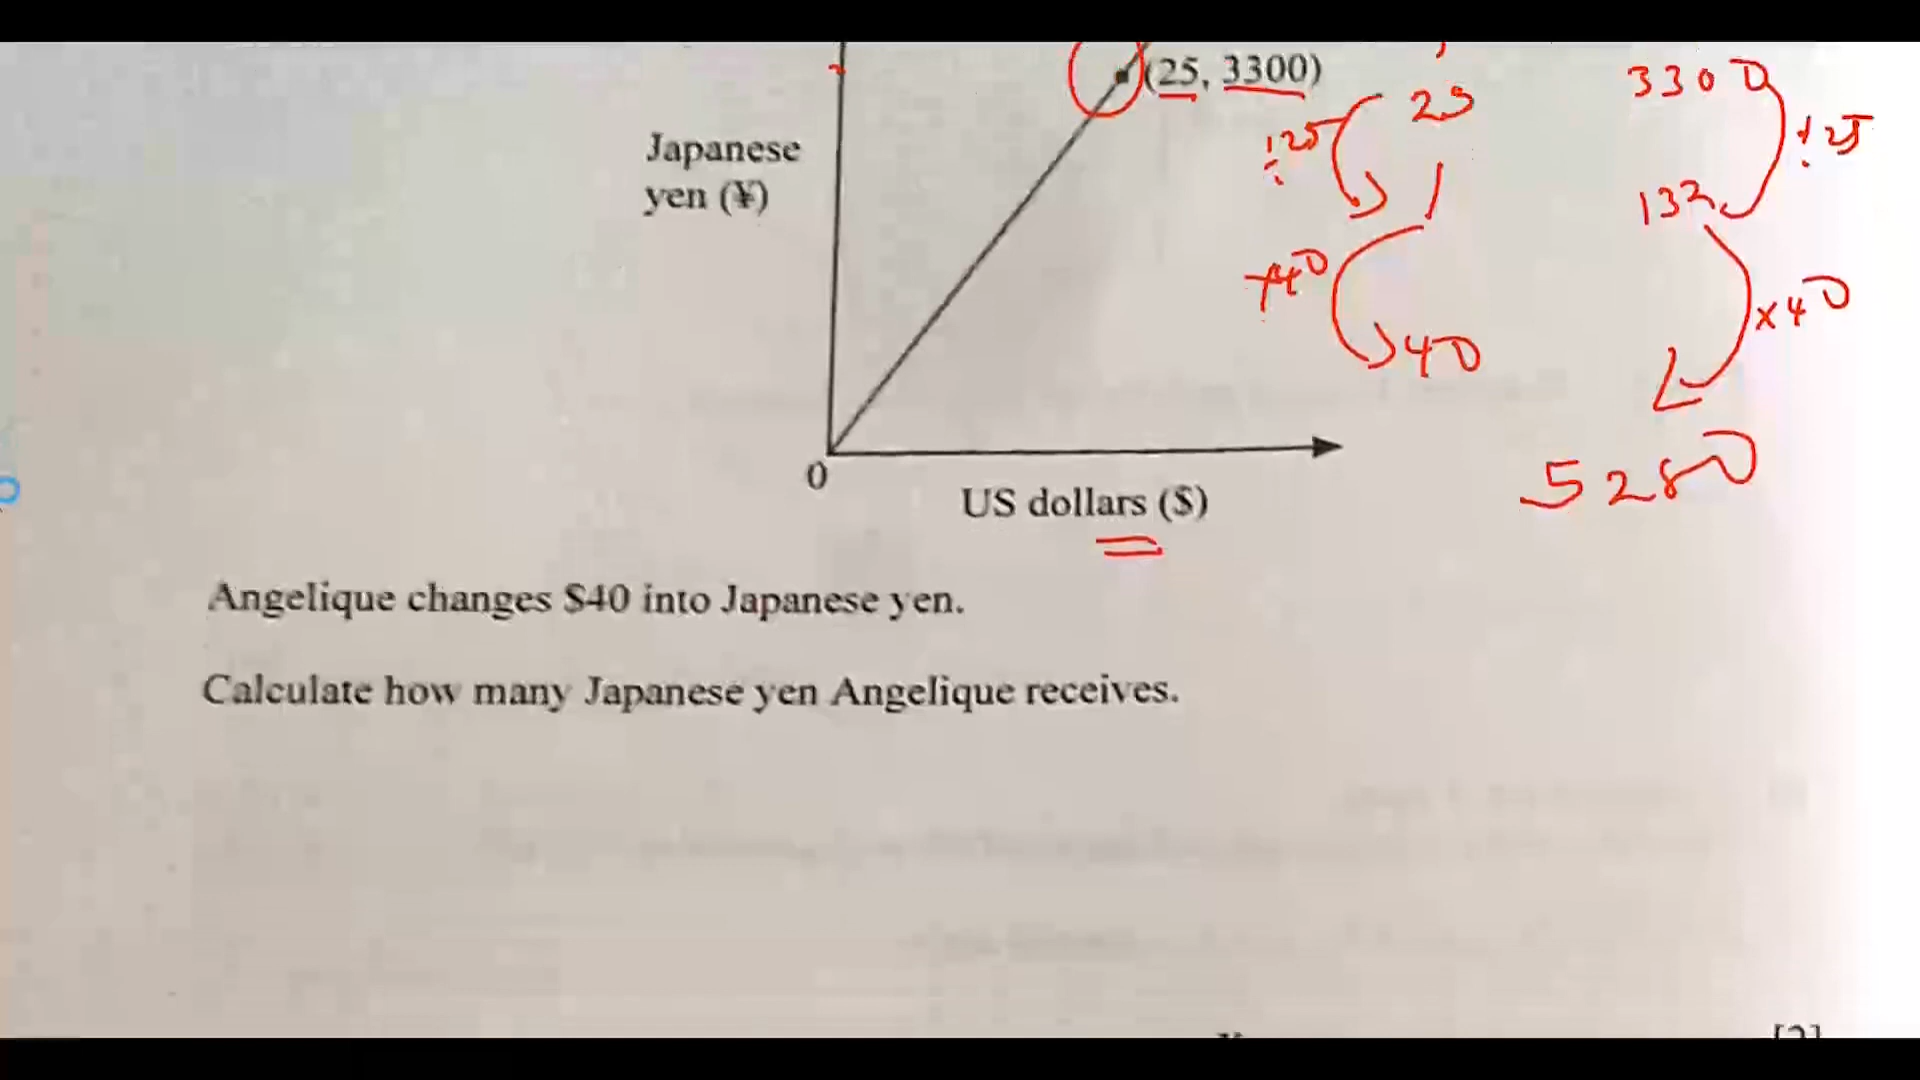 (25, 3300)
Japanese
yen (¥)
0
US dollars ($)
25
3300
÷25
÷25
1
132
×40
×40
40
5280
Angelique changes $40 into Japanese yen.
Calculate how many Japanese yen Angelique receives.